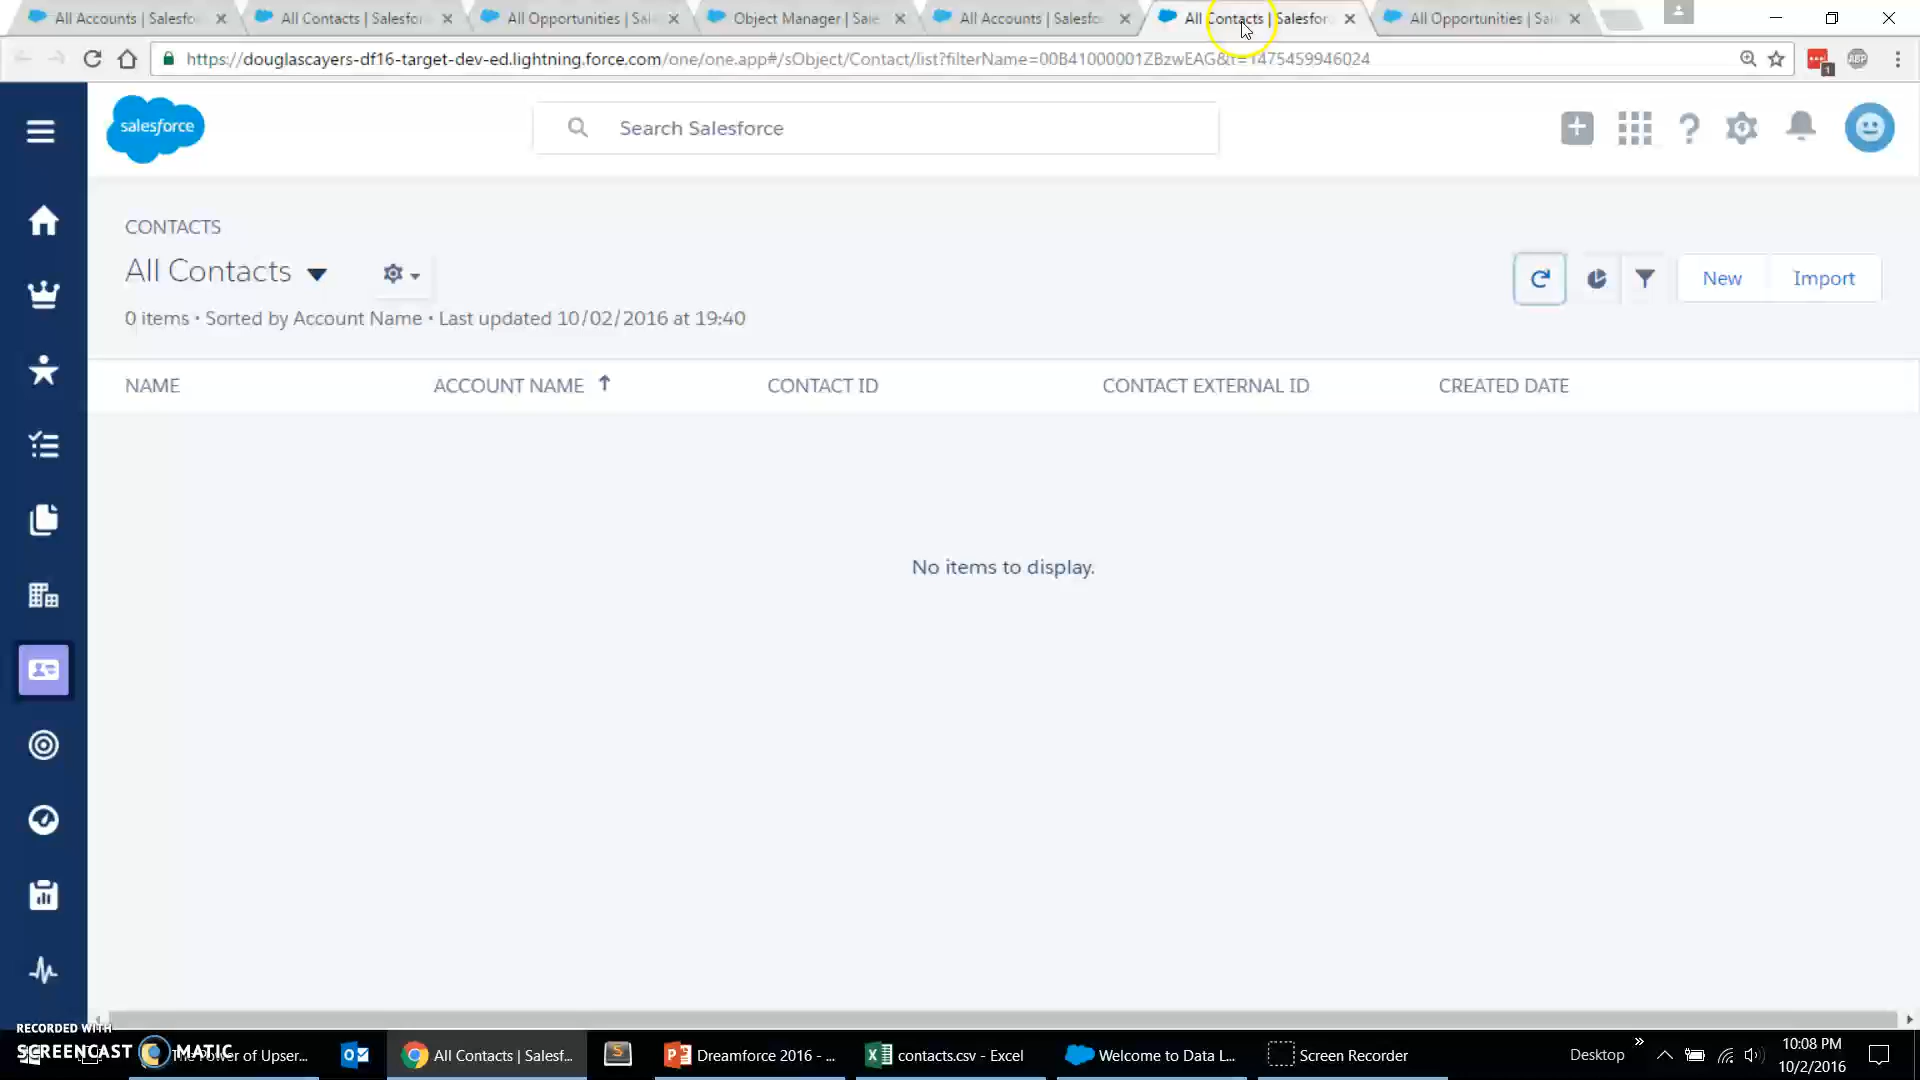 All Accounts | Salesfo
All Contacts | Salesfor
All Opportunities | Sal
Object Manager | Sale
All Accounts | Salesfo
All Contacts | Salesfor
All Opportunities | Sal
https://douglascayers-df16-target-dev-ed.lightning.force.com/one/one.app#/sObject/Contact/list?filterName=00B41000001ZBzwEAG&t=1475459946024
1
ABP
salesforce
Search Salesforce
CONTACTS
All Contacts
New
Import
0 items • Sorted by Account Name • Last updated 10/02/2016 at 19:40
NAME
ACCOUNT NAME
CONTACT ID
CONTACT EXTERNAL ID
CREATED DATE
No items to display.
RECORDED WITH
SCREENCAST MATIC
Power of Upser...
All Contacts | Salesf...
Dreamforce 2016 - ...
contacts.csv - Excel
Welcome to Data L...
Screen Recorder
Desktop
10:08 PM
10/2/2016